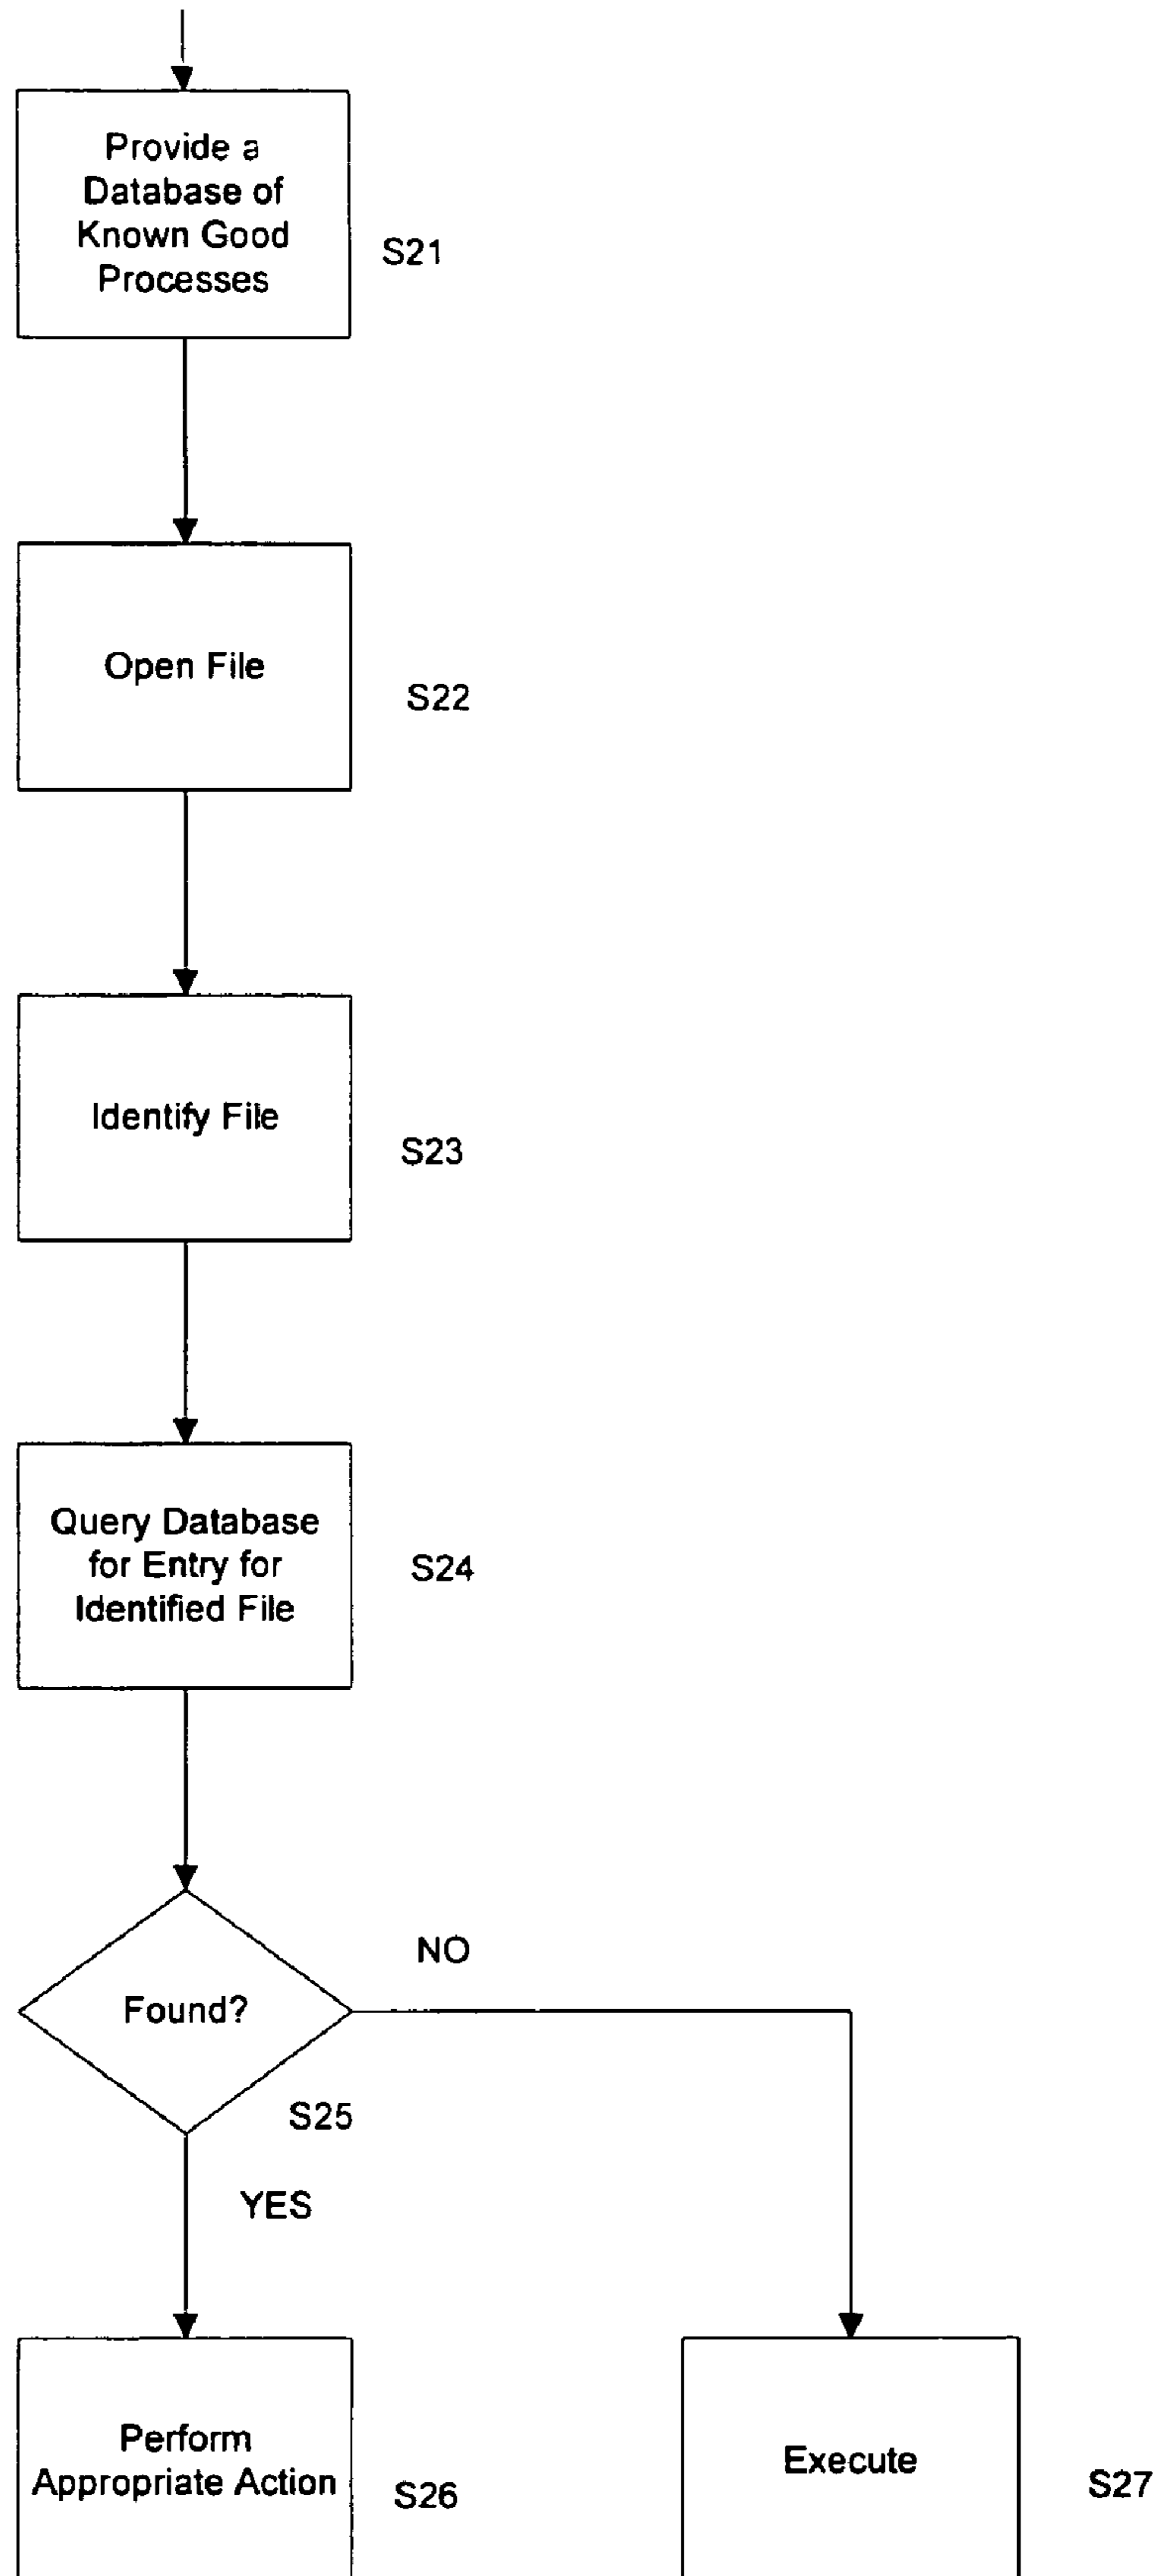 Provide a
Database of
Known Good
Processes
S21
Open File
S22
Identify File
S23
Query Database
for Entry for
Identified File
S24
NO
Found?
S25
YES
Perform
Appropriate Action
S26
Execute
S27